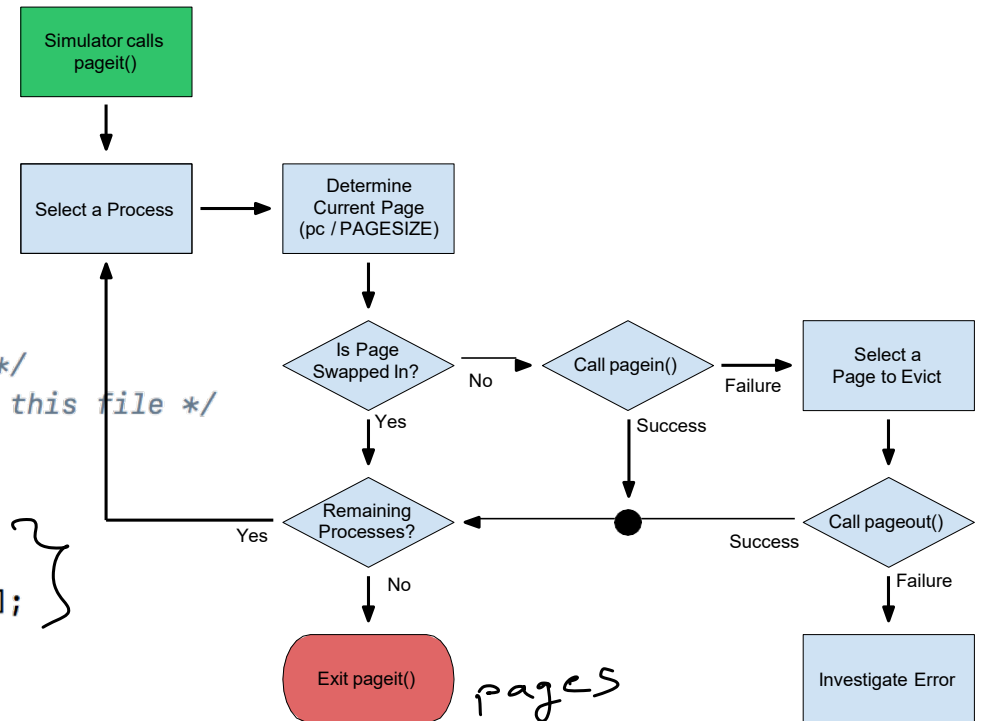 Simulator calls
pageit()
Select a Process
Determine
Current Page
(pc / PAGESIZE)
*/
this file */
Is Page
Swapped In?
No
Call pagein()
Failure
Select a
Page to Evict
Yes
Success
];
Remaining
Processes?
Yes
Success
Call pageout()
No
Failure
Exit pageit()
pages
Investigate Error